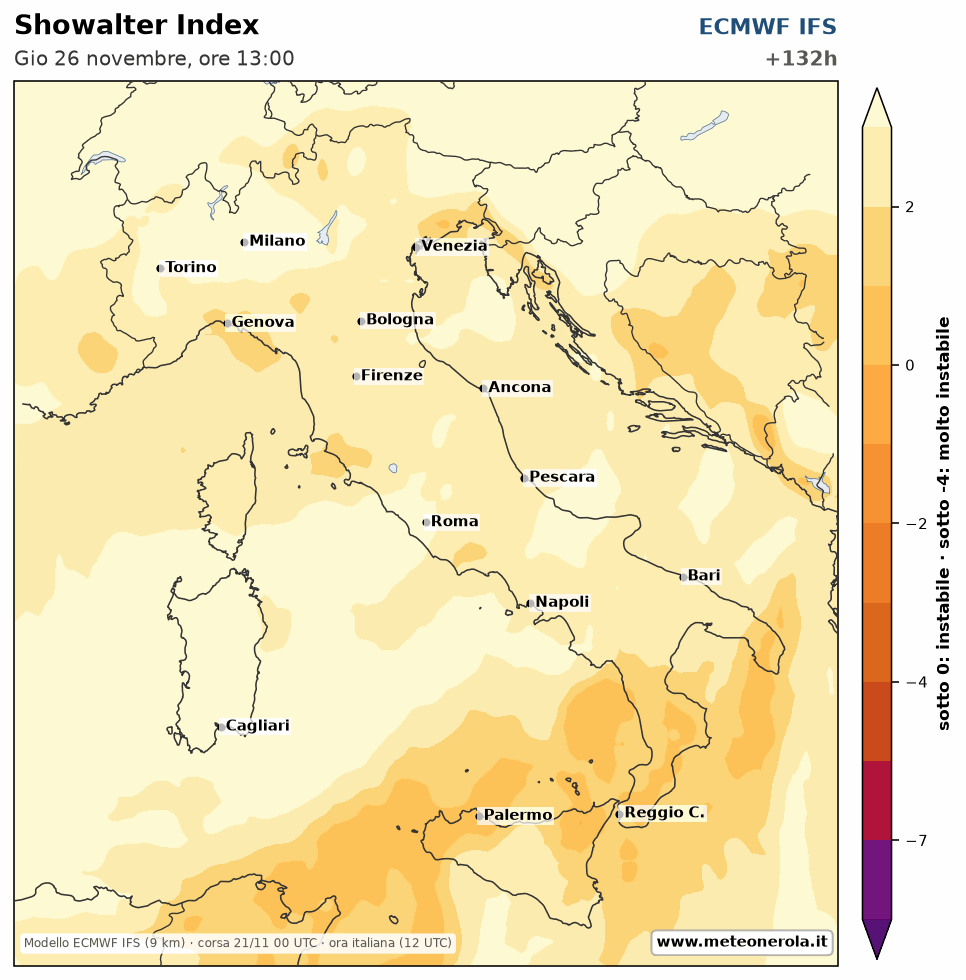 Showalter Index
ECMWF IFS
Gio 26 novembre, ore 13:00
+132h
2
0
−2
−4
−7
sotto 0: instabile · sotto -4: molto instabile
Milano
Venezia
Torino
Genova
Bologna
Firenze
Ancona
Pescara
Roma
Bari
Napoli
Cagliari
Palermo
Reggio C.
Modello ECMWF IFS (9 km) · corsa 21/11 00 UTC · ora italiana (12 UTC)
www.meteonerola.it